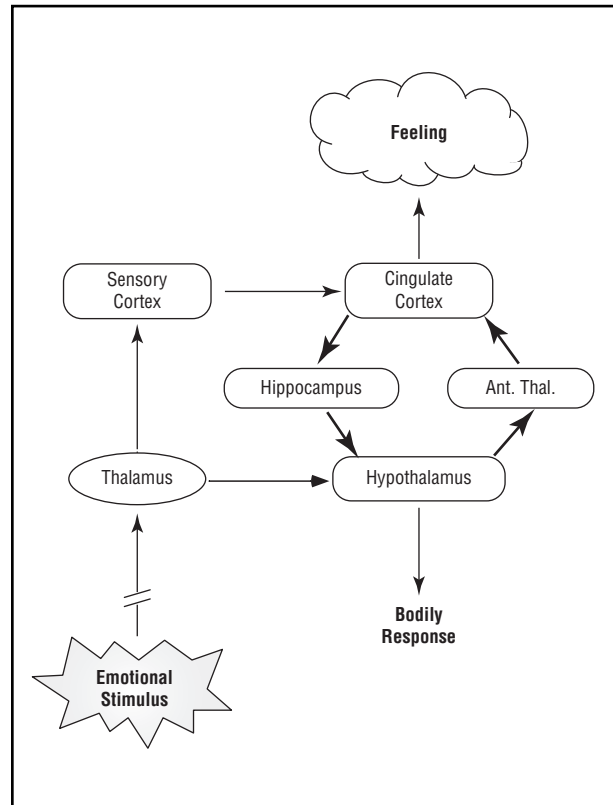 Feeling
Sensory
Cortex
Cingulate
Cortex
Hippocampus
Ant. Thal.
Thalamus
Hypothalamus
Bodily
Response
Emotional
Stimulus